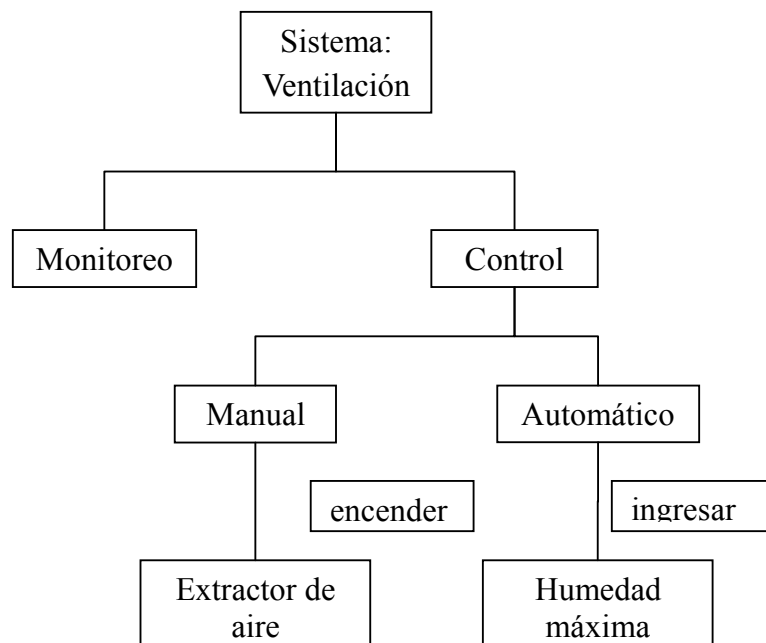 Sistema:
Ventilación
Monitoreo
Control
Manual
Automático
encender
ingresar
Extractor de
aire
Humedad
máxima